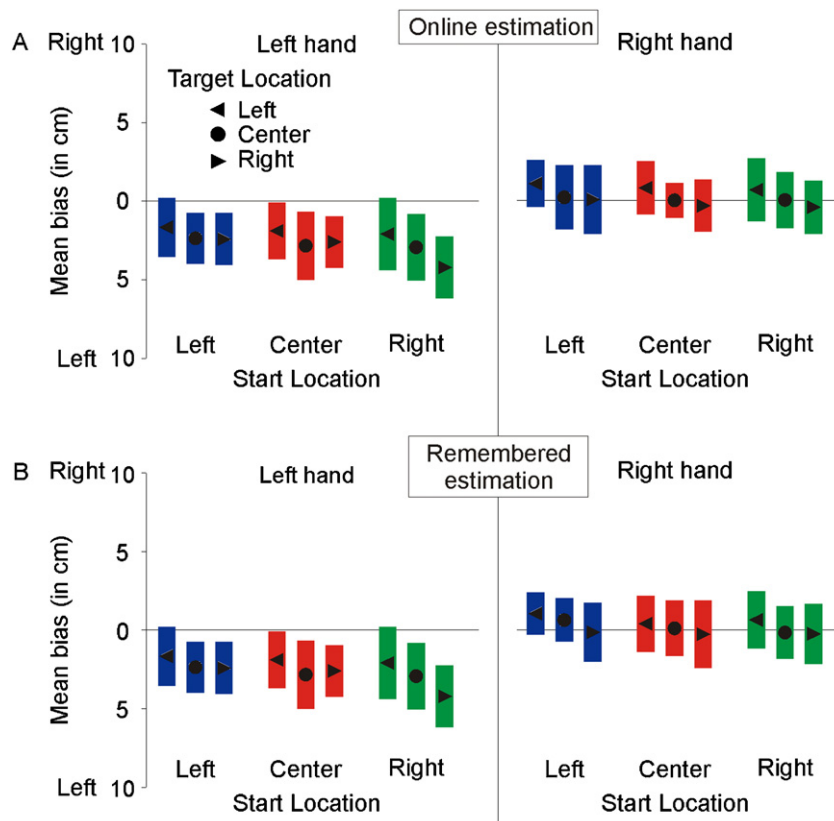 A
Right 10
Left hand
Online estimation
Right hand
Target Location
Left
Center
Right
5
0
5
Left 10
Mean bias (in cm)
Left Center Right
Start Location
Left Center Right
Start Location
B
Right 10
Left hand
Remembered
estimation
Right hand
5
0
5
Left 10
Mean bias (in cm)
Left Center Right
Start Location
Left Center Right
Start Location